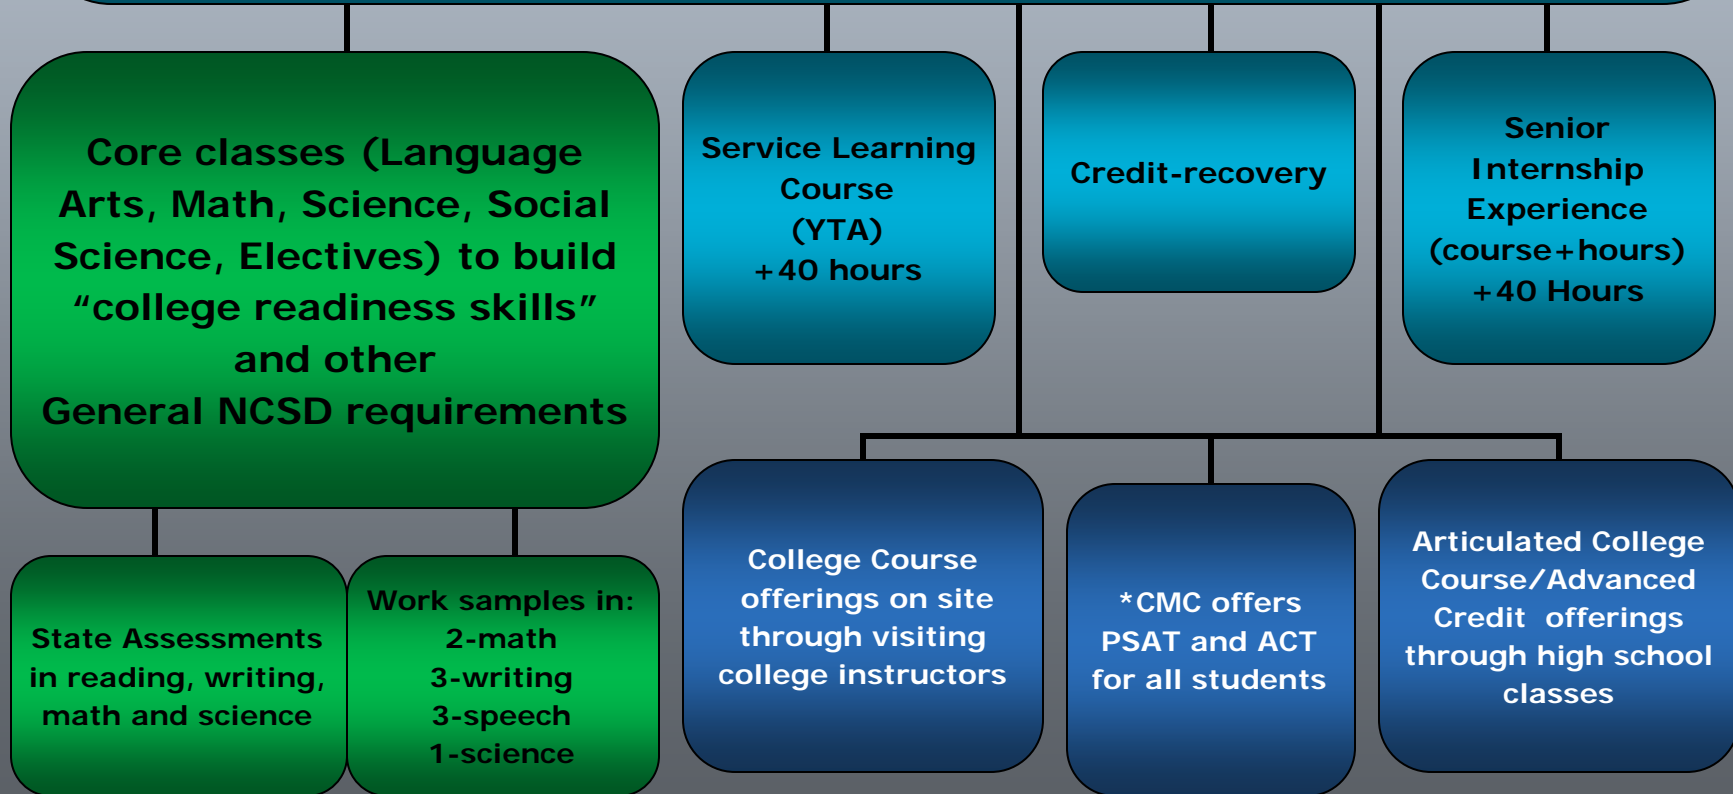 Core classes (Language
Arts, Math, Science, Social
Science, Electives) to build
“college readiness skills”
and other
General NCSD requirements
Service Learning
Course
(YTA)
+40 hours
Credit-recovery
Senior
Internship
Experience
(course+hours)
+40 Hours
State Assessments
in reading, writing,
math and science
Work samples in:
2-math
3-writing
3-speech
1-science
College Course
offerings on site
through visiting
college instructors
*CMC offers
PSAT and ACT
for all students
Articulated College
Course/Advanced
Credit offerings
through high school
classes